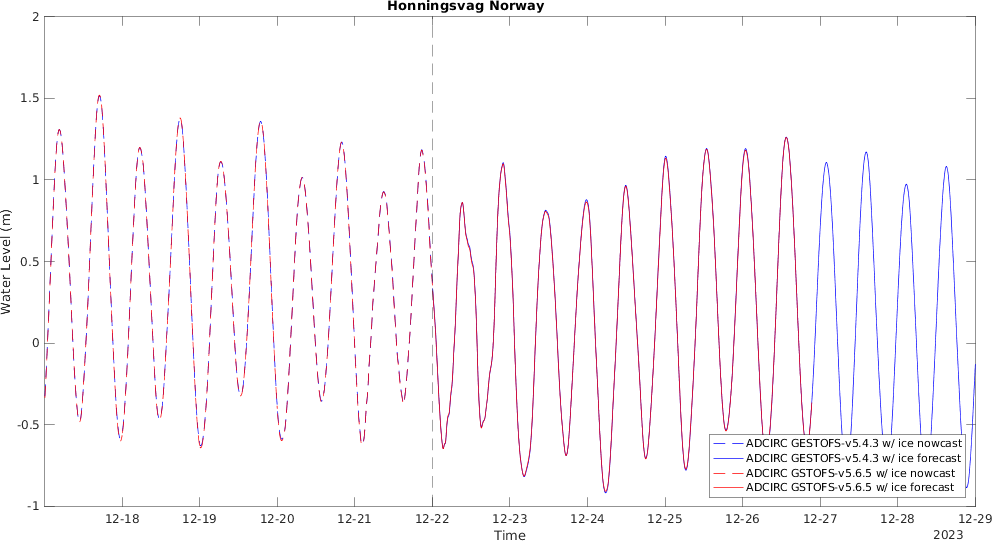 Honningsvag Norway
2
1.5
1
0.5
0
-0.5
-1
Water Level (m)
ADCIRC GESTOFS-v5.4.3 w/ ice nowcast
ADCIRC GESTOFS-v5.4.3 w/ ice forecast
ADCIRC GSTOFS-v5.6.5 w/ ice nowcast
ADCIRC GSTOFS-v5.6.5 w/ ice forecast
12-18 12-19 12-20 12-21 12-22 12-23 12-24 12-25 12-26 12-27 12-28 12-29
Time
2023